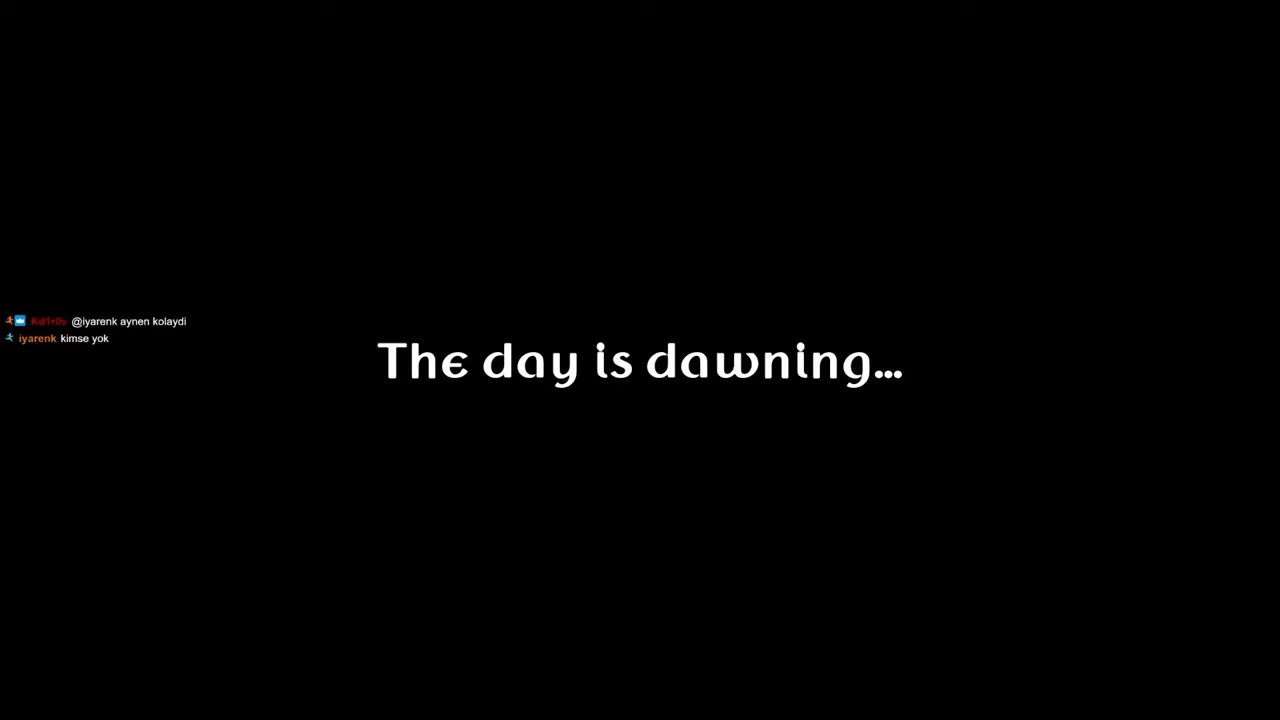 Kd1r0v @iyarenk aynen kolaydi
iyarenk kimse yok
The day is dawning...